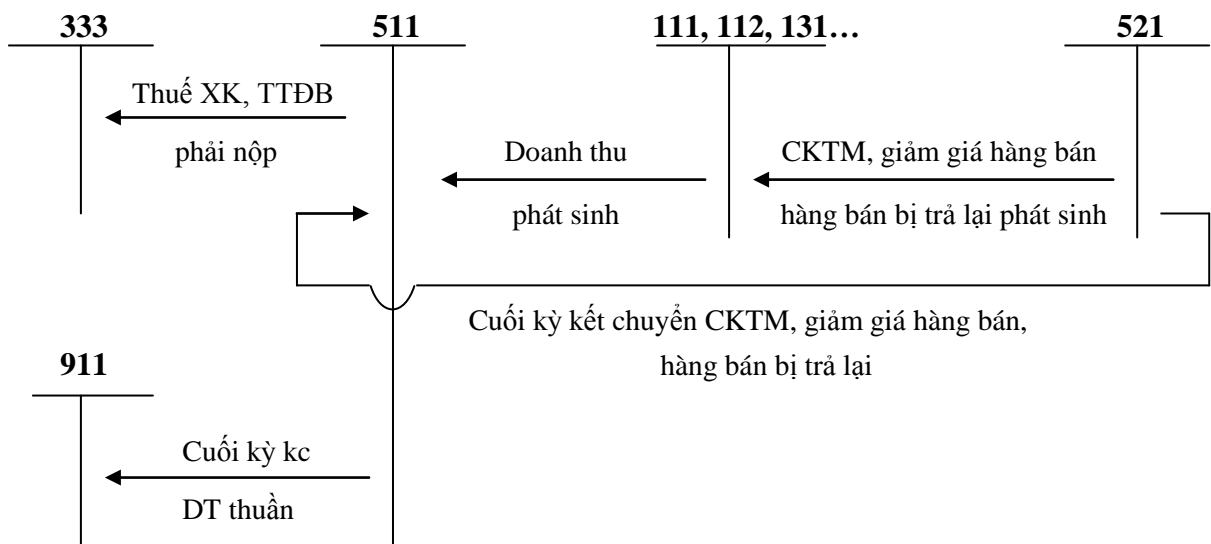 333 511 111, 112, 131… 521
Thuế XK, TTĐB
phải nộp
Doanh thu
phát sinh
CKTM, giảm giá hàng bán
hàng bán bị trả lại phát sinh
Cuối kỳ kết chuyển CKTM, giảm giá hàng bán,
hàng bán bị trả lại
911
Cuối kỳ kc
DT thuần